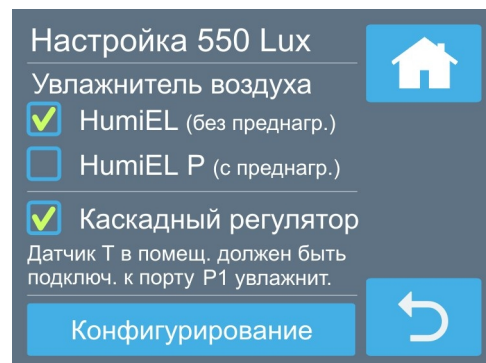 Настройка 550 Lux
Увлажнитель воздуха
HumiEL (без преднагр.)
HumiEL P (с преднагр.)
Каскадный регулятор
Датчик Т в помещ. должен быть
подключ. к порту P1 увлажнит.
Конфигурирование